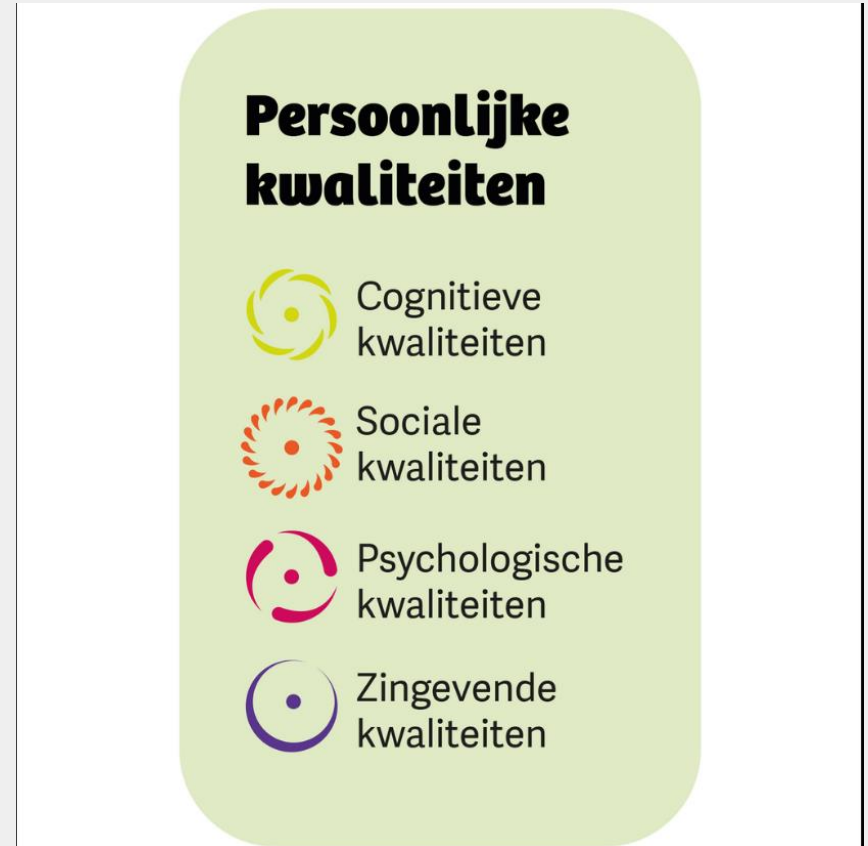 Persoonlijke
kwaliteiten
Cognitieve
kwaliteiten
Sociale
kwaliteiten
Psychologische
kwaliteiten
Zingevende
kwaliteiten